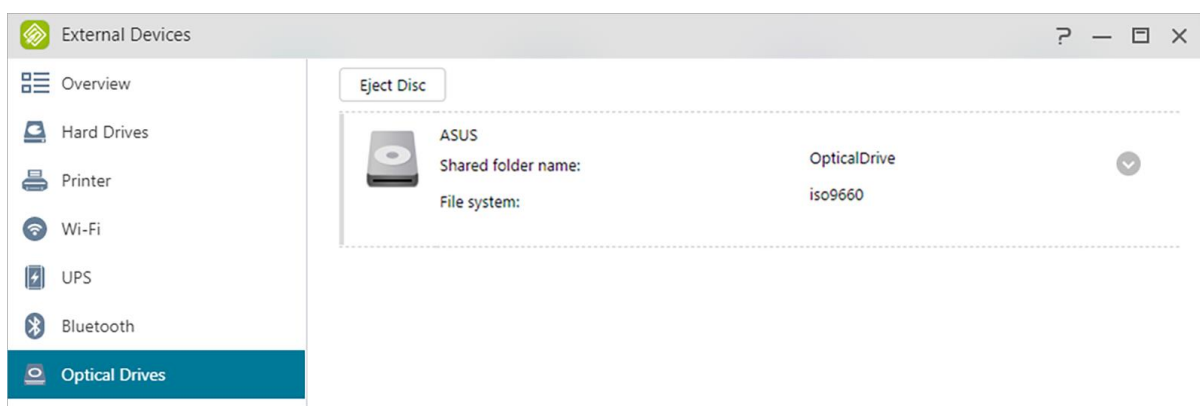 External Devices
Overview
Hard Drives
Printer
Wi-Fi
UPS
Bluetooth
Optical Drives
Eject Disc
ASUS
Shared folder name: OpticalDrive
File system: iso9660